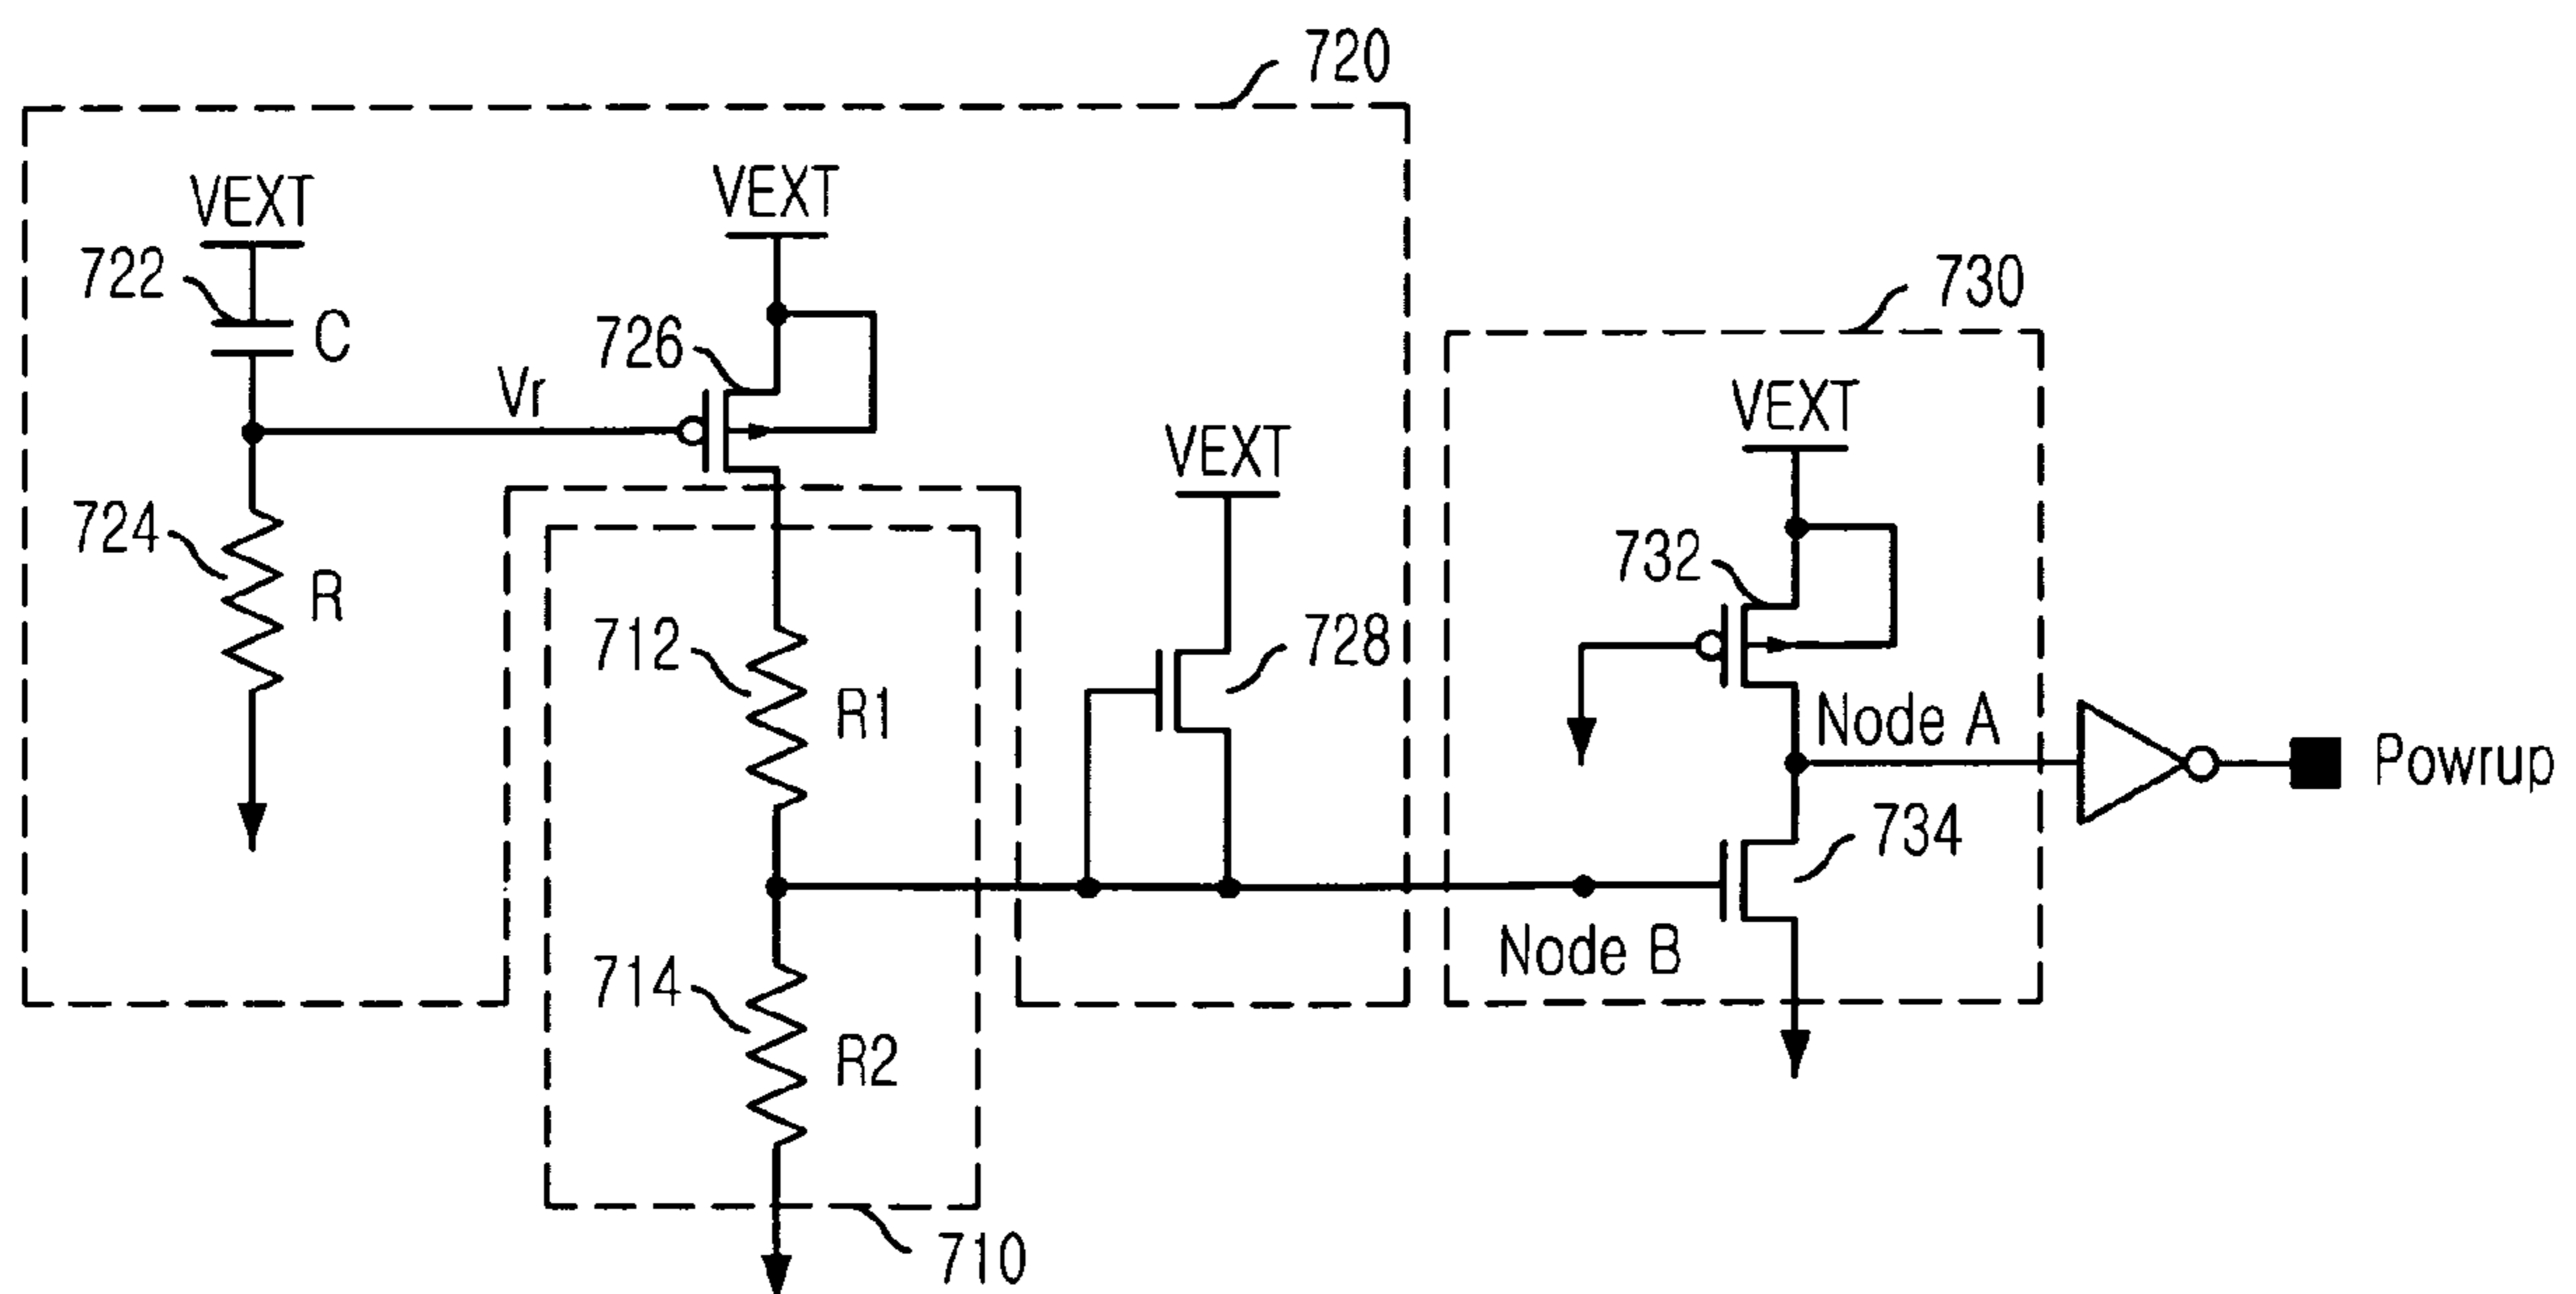 720
VEXT
VEXT
722
C
726
730
Vr
VEXT
VEXT
724
R
732
712
R1
728
Node A
Powrup
734
714
R2
Node B
710